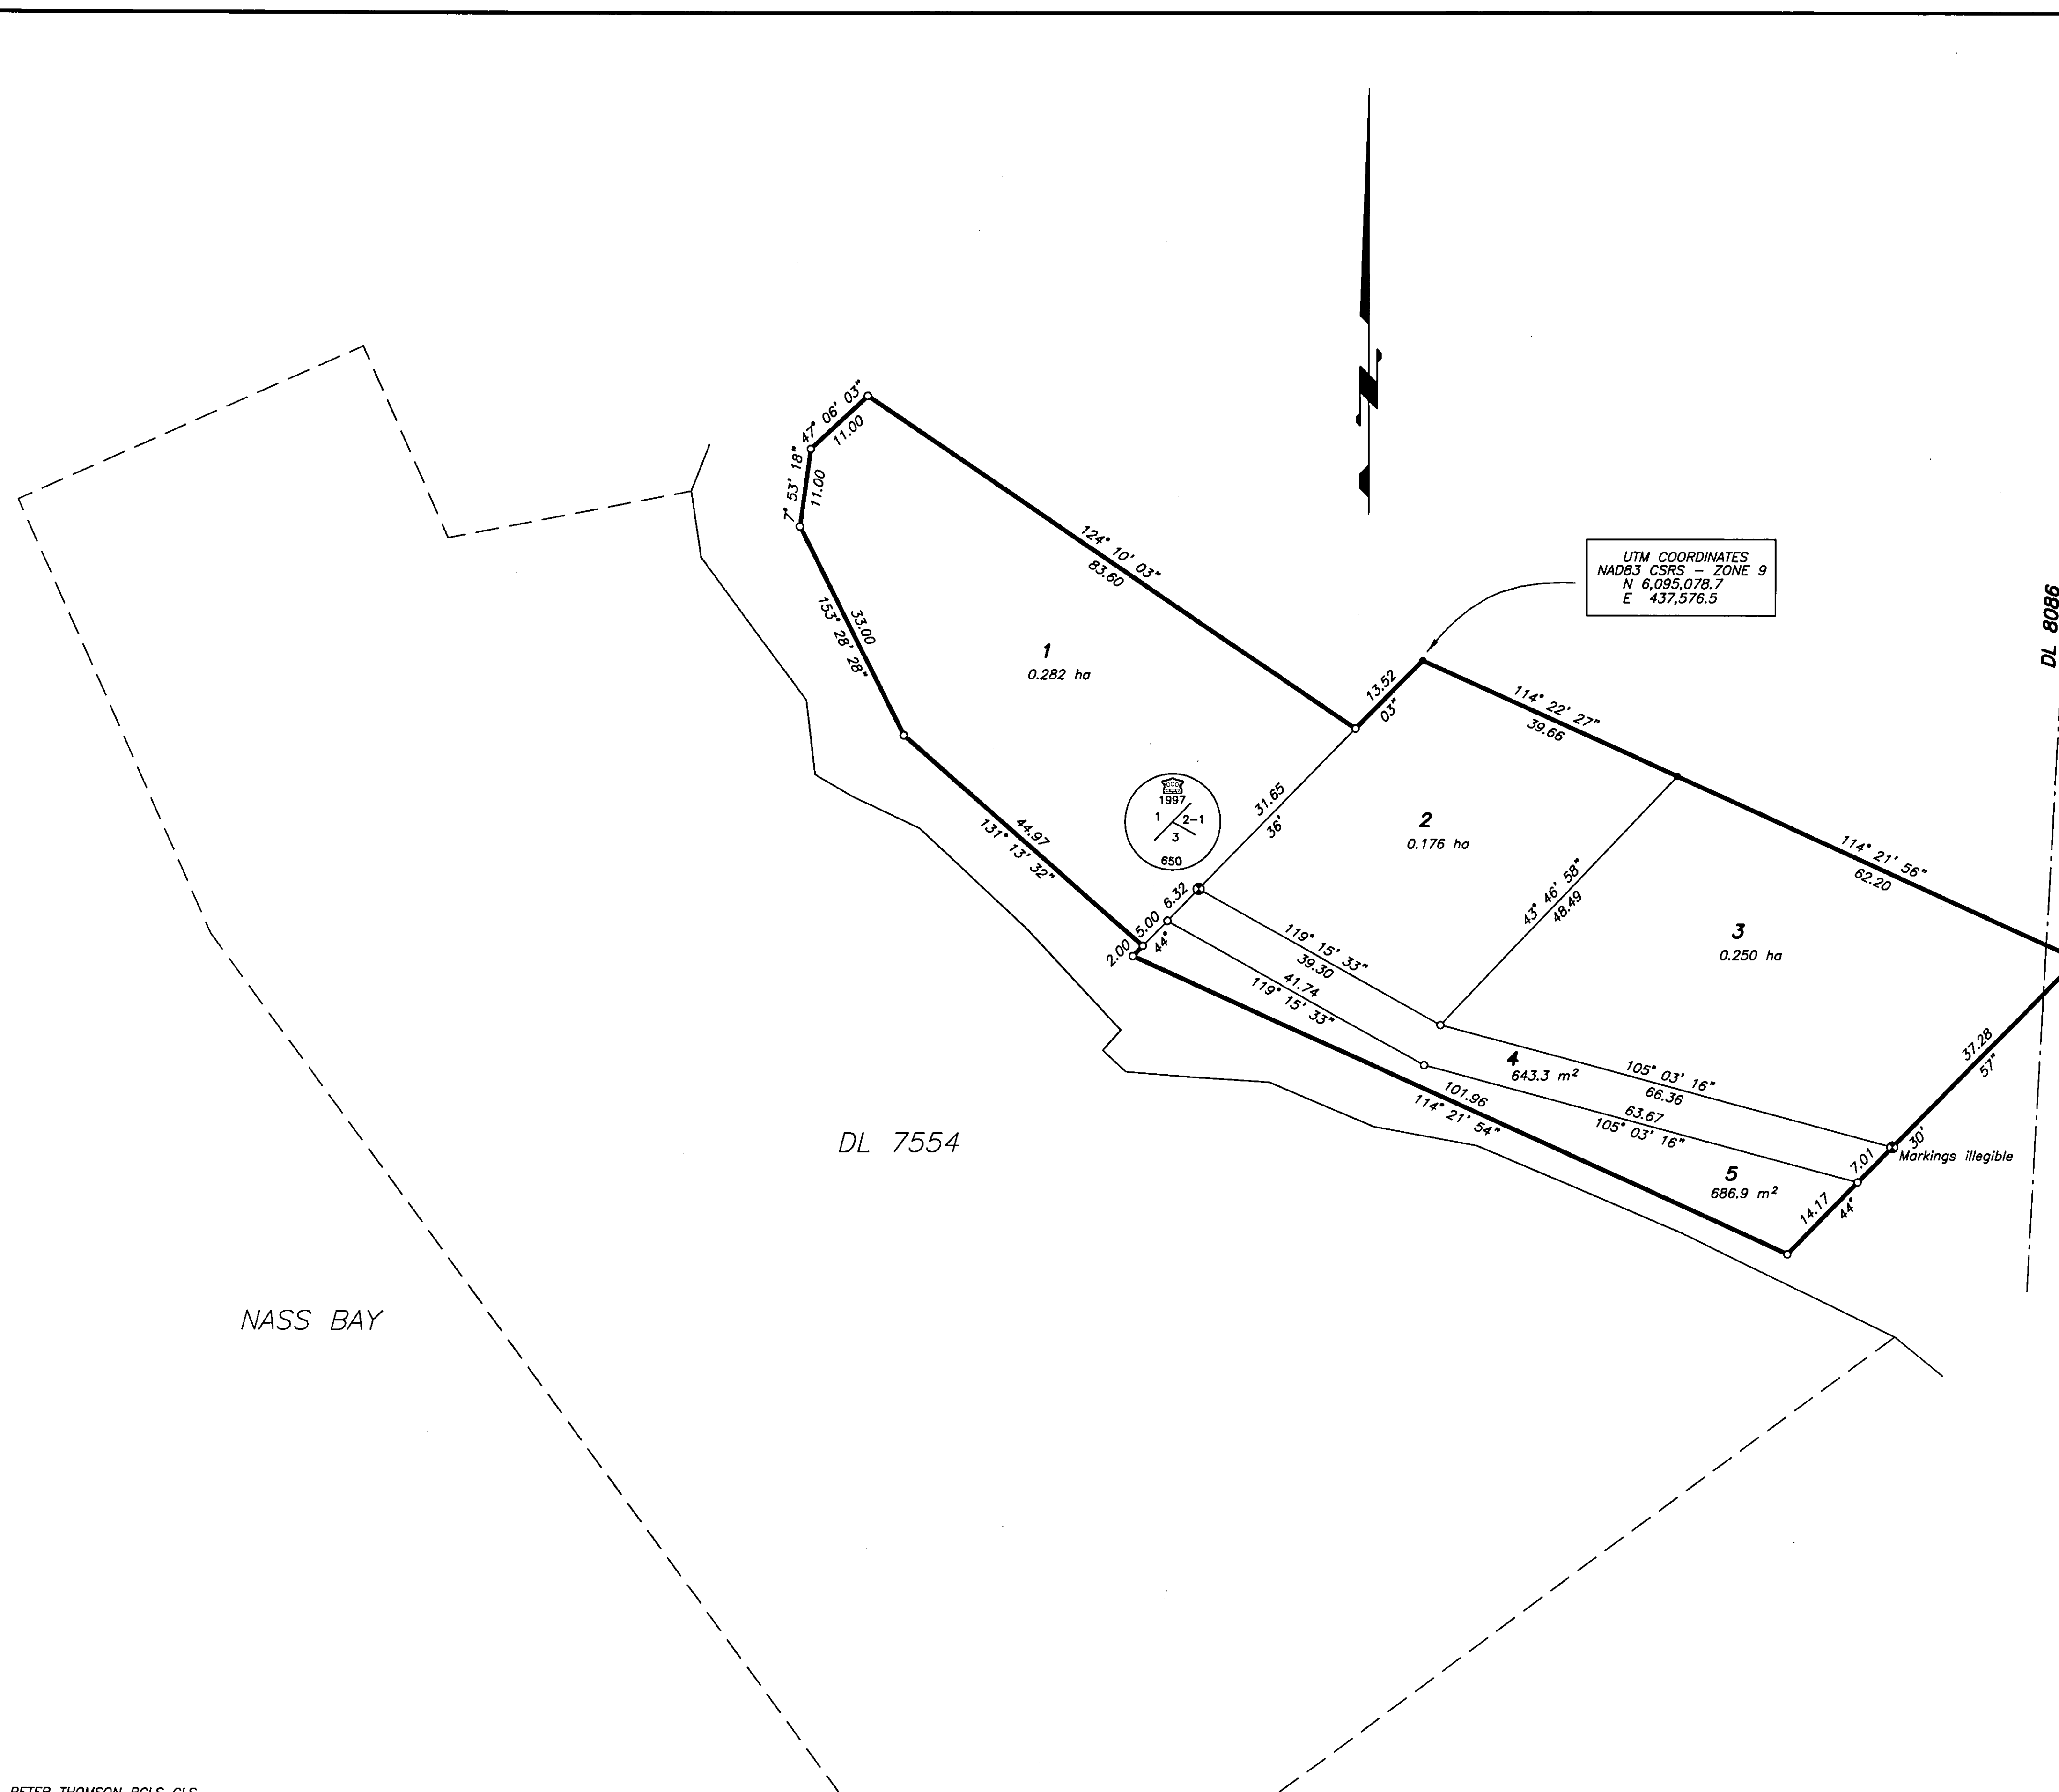 47° 06' 03"
11.00
7° 53' 18"
11.00
124° 10' 03"
83.60
153° 28' 28"
33.00
1
0.282 ha
UTM COORDINATES
NAD83 CSRS – ZONE 9
N 6,095,078.7
E 437,576.5
DL 8086
13.52
03"
114° 22' 27"
39.66
31.65
36'
1997
1
2-1
3
650
2
0.176 ha
114° 21' 56"
62.20
43° 46' 58"
48.49
44.97
131° 13' 32"
6.32
5.00
44°
2.00
119° 15' 33"
39.30
41.74
119° 15' 33"
3
0.250 ha
4
643.3 m²
105° 03' 16"
66.36
63.67
105° 03' 16"
37.28
57"
30'
Markings illegible
7.01
101.96
114° 21' 54"
5
686.9 m²
14.17
44°
DL 7554
NASS BAY
PETER THOMSON BCLS CLS